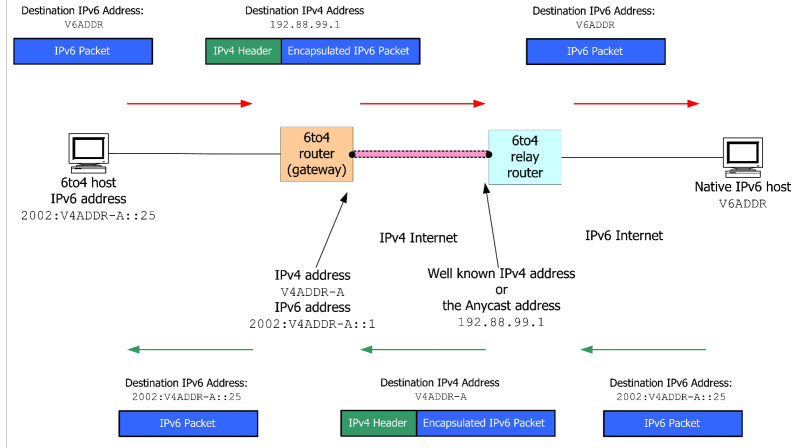 Destination IPv6 Address:
V6ADDR
IPv6 Packet
Destination IPv4 Address
192.88.99.1
IPv4 Header
Encapsulated IPv6 Packet
Destination IPv6 Address:
V6ADDR
IPv6 Packet
6to4 host
IPv6 address
2002:V4ADDR-A::25
6to4
router
(gateway)
6to4
relay
router
Native IPv6 host
V6ADDR
IPv4 Internet
IPv6 Internet
IPv4 address
V4ADDR-A
IPv6 address
2002:V4ADDR-A::1
Well known IPv4 address
or
the Anycast address
192.88.99.1
Destination IPv6 Address:
2002:V4ADDR-A::25
IPv6 Packet
Destination IPv4 Address
V4ADDR-A
IPv4 Header
Encapsulated IPv6 Packet
Destination IPv6 Address:
2002:V4ADDR-A::25
IPv6 Packet